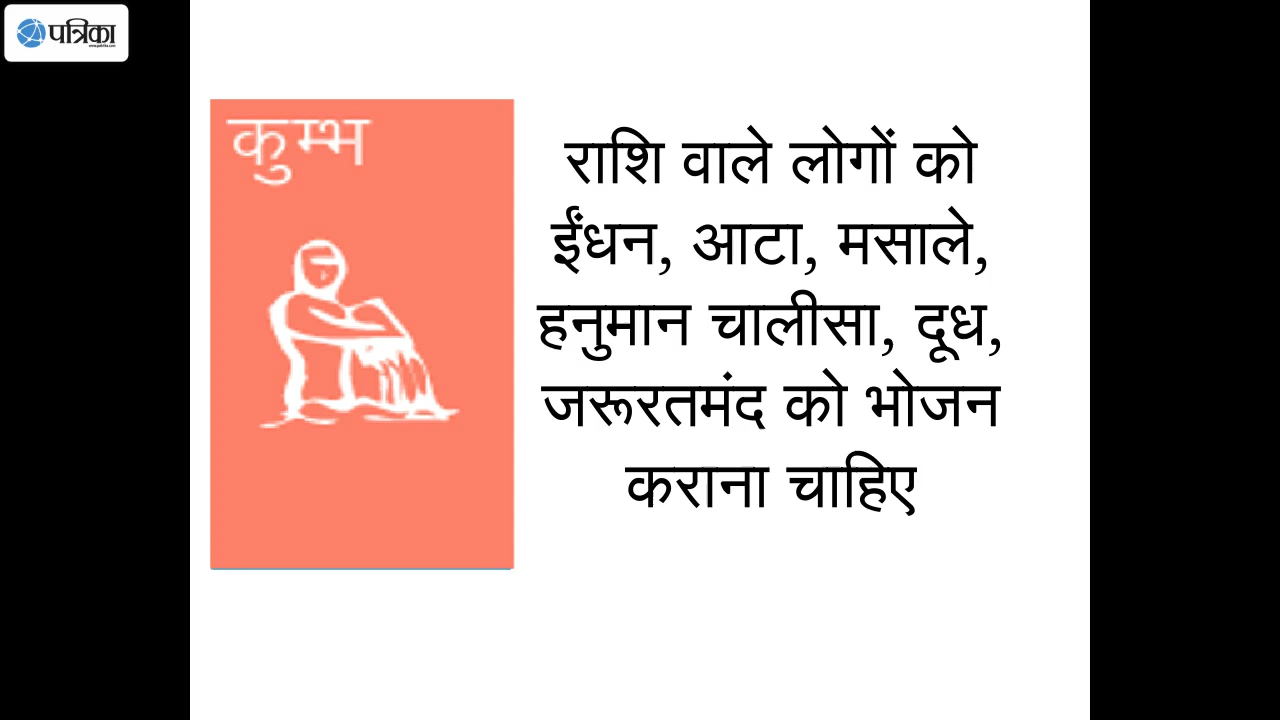 पत्रिका
कुम्भ
राशि वाले लोगों को
ईंधन, आटा, मसाले,
हनुमान चालीसा, दूध,
जरूरतमंद को भोजन
कराना चाहिए